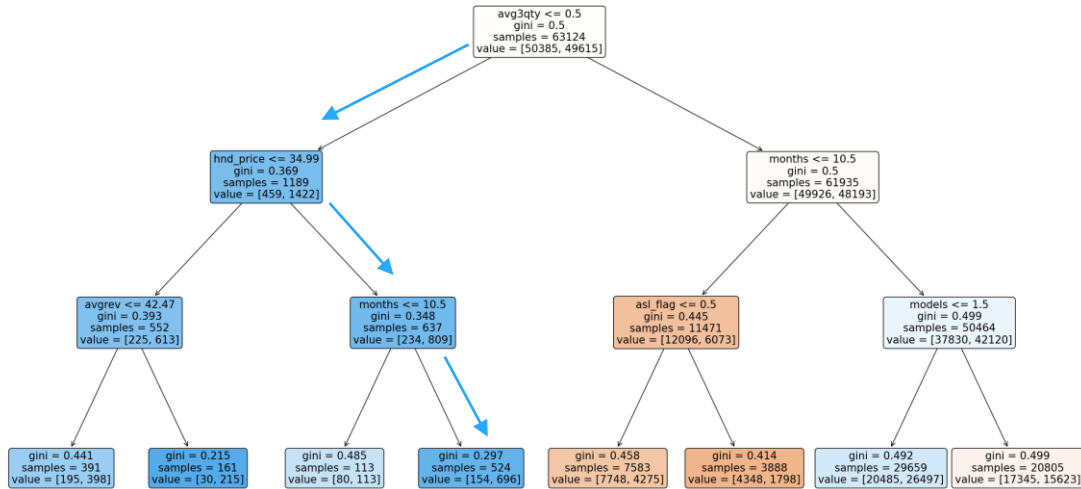 avg3qty <= 0.5
gini = 0.5
samples = 63124
value = [50385, 49615]
hnd_price <= 34.99
gini = 0.369
samples = 1189
value = [459, 1422]
months <= 10.5
gini = 0.5
samples = 61935
value = [49926, 48193]
avgrev <= 42.47
gini = 0.393
samples = 552
value = [225, 613]
months <= 10.5
gini = 0.348
samples = 637
value = [234, 809]
asl_flag <= 0.5
gini = 0.445
samples = 11471
value = [12096, 6073]
models <= 1.5
gini = 0.499
samples = 50464
value = [37830, 42120]
gini = 0.441
samples = 391
value = [195, 398]
gini = 0.215
samples = 161
value = [30, 215]
gini = 0.485
samples = 113
value = [80, 113]
gini = 0.297
samples = 524
value = [154, 696]
gini = 0.458
samples = 7583
value = [7748, 4275]
gini = 0.414
samples = 3888
value = [4348, 1798]
gini = 0.492
samples = 29659
value = [20485, 26497]
gini = 0.499
samples = 20805
value = [17345, 15623]